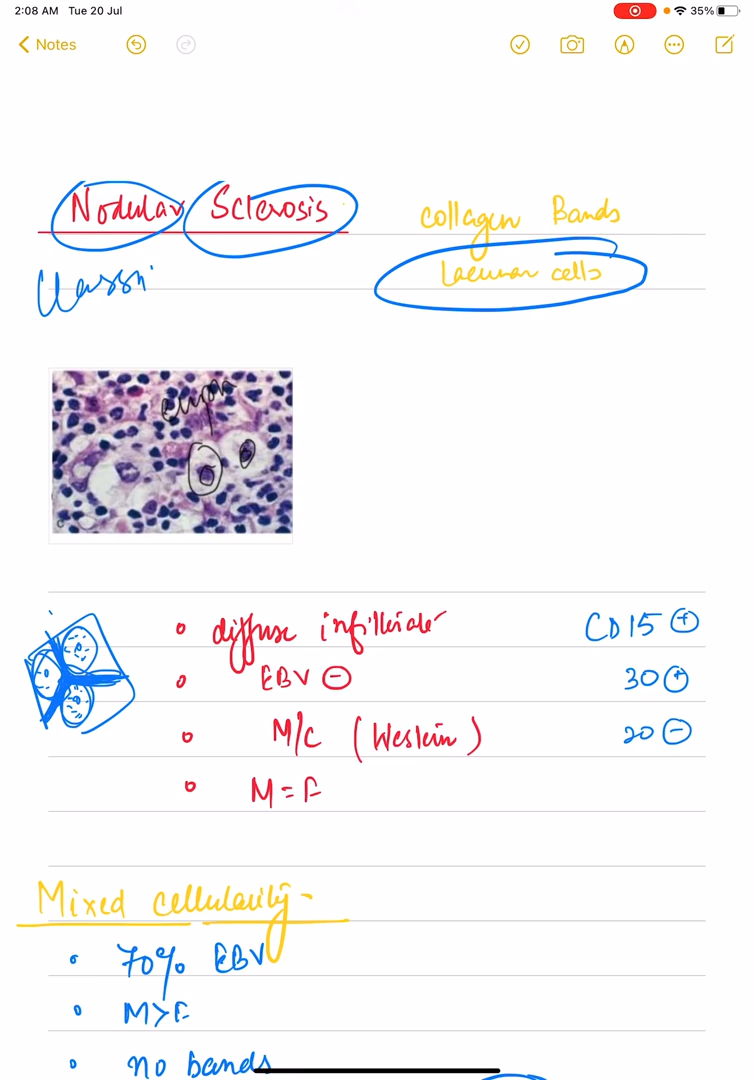 2:08 AM Tue 20 Jul 35%
Notes
Nodular Sclerosis
Collagen Bands
Lacunar cells
Classi
diffuse infiltrate CD15 +
EBV - 30 +
M/C (Western) 20 -
M = F
Mixed cellularity -
70% EBV
M>F
no bands